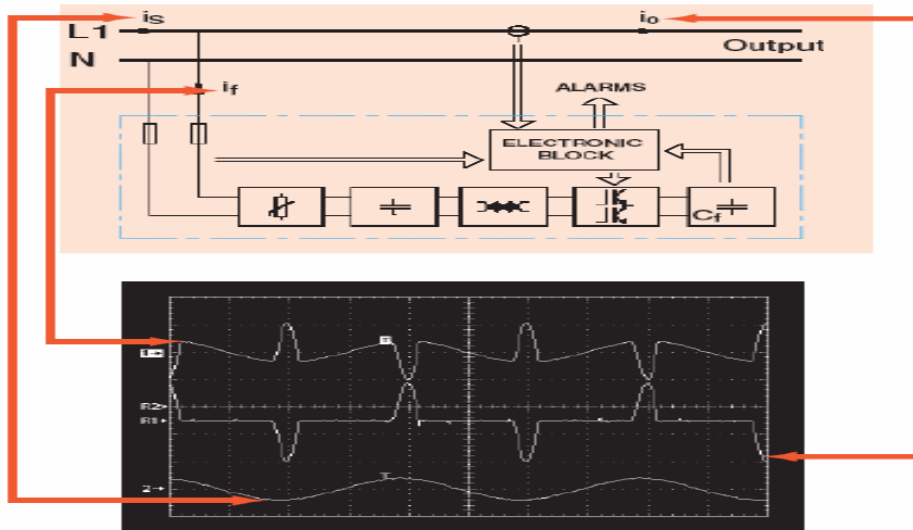 iS
io
L1
Output
N
if
ALARMS
ELECTRONIC
BLOCK
Cf
T
R2
R1
T
2